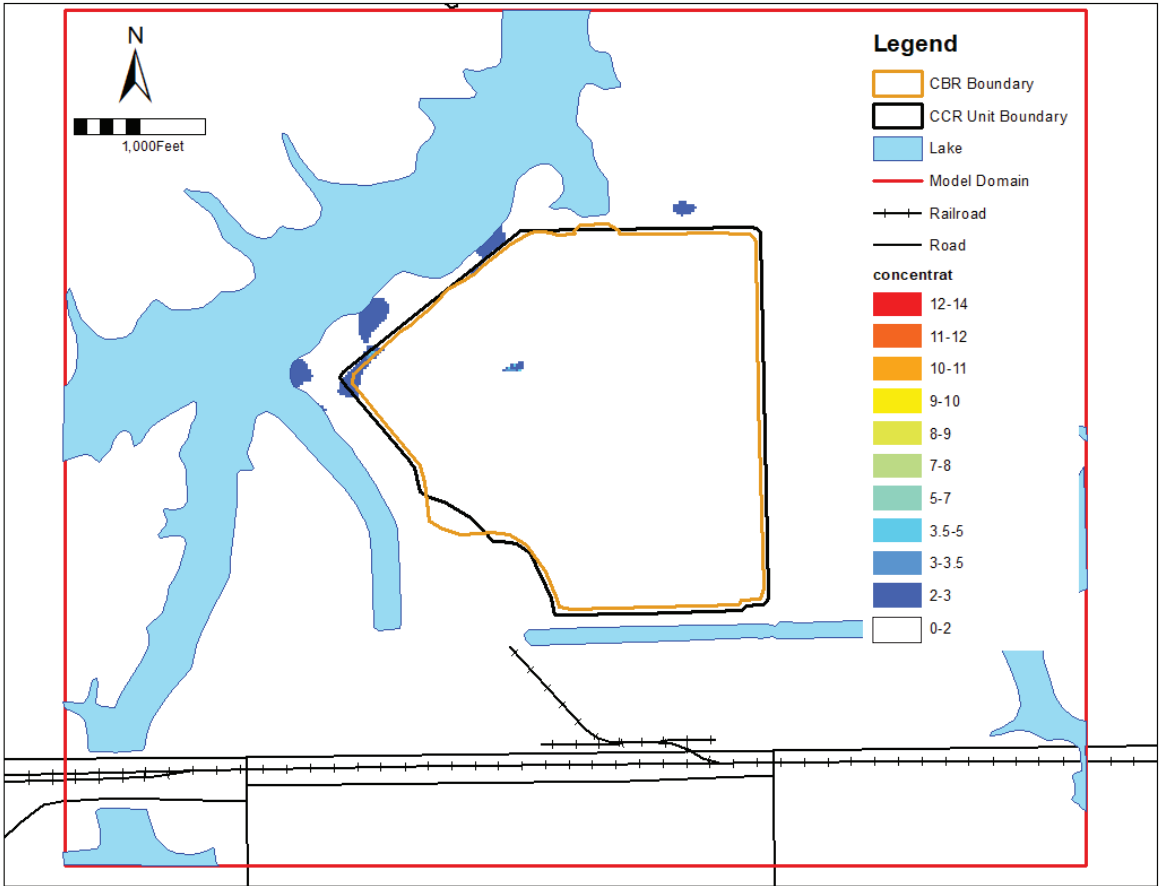 N
1,000Feet
Legend
CBR Boundary
CCR Unit Boundary
Lake
Model Domain
Railroad
Road
concentrat
12-14
11-12
10-11
9-10
8-9
7-8
5-7
3.5-5
3-3.5
2-3
0-2